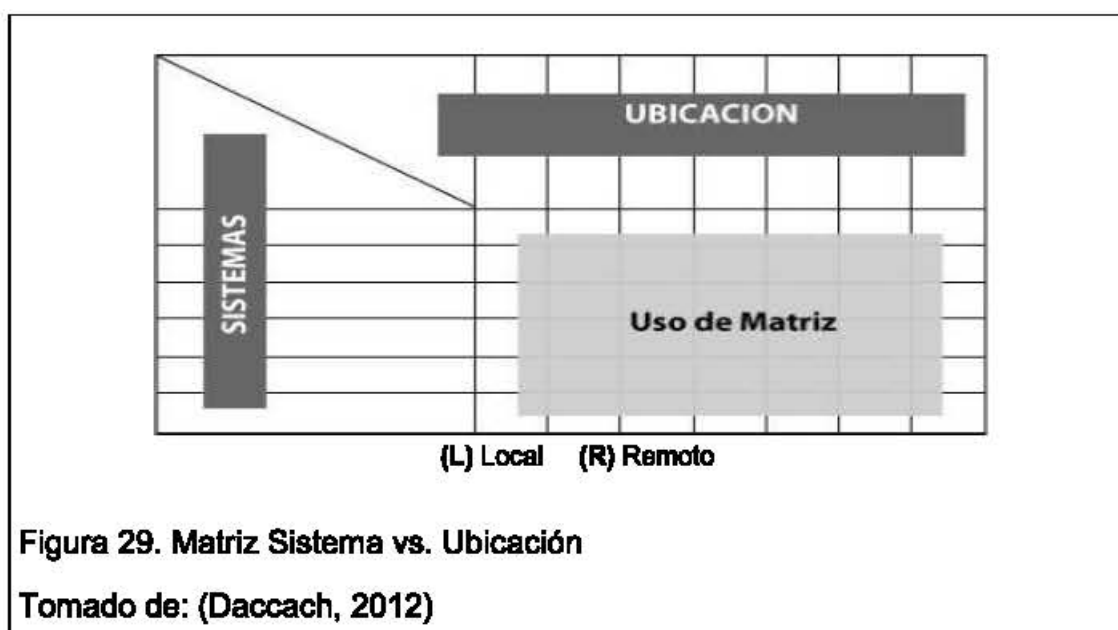 UBICACION
SISTEMAS
Uso de Matriz
(L) Local (R) Remoto
Figura 29. Matriz Sistema vs. Ubicación
Tomado de: (Daccach, 2012)